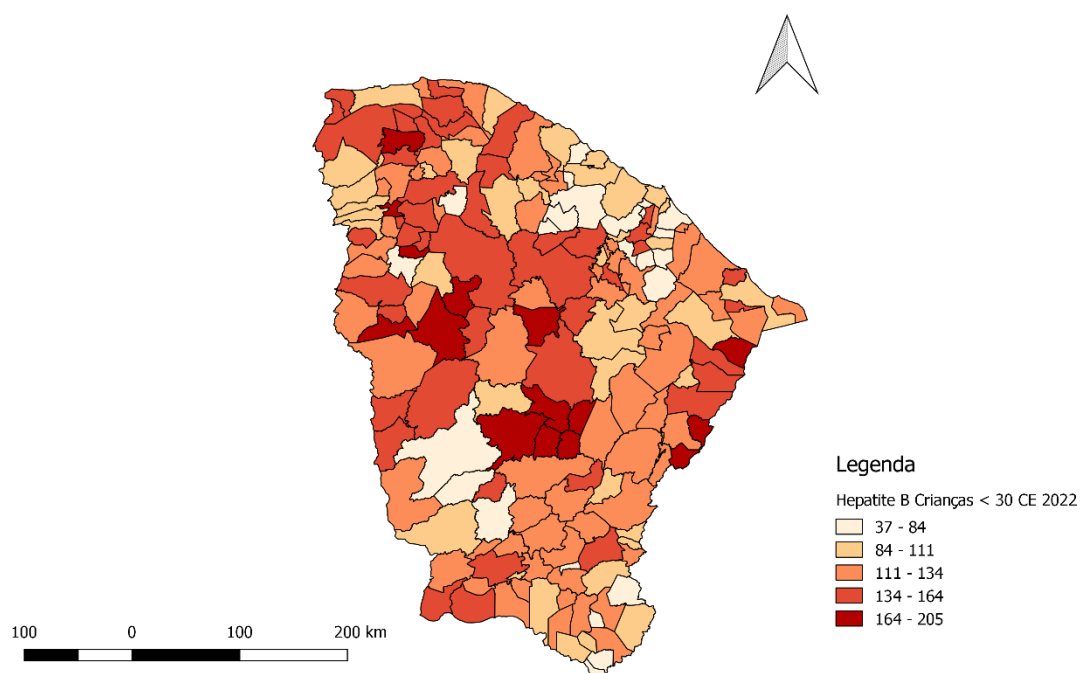 Legenda
Hepatite B Crianças < 30 CE 2022
37 - 84
84 - 111
111 - 134
134 - 164
164 - 205
100 0 100 200 km